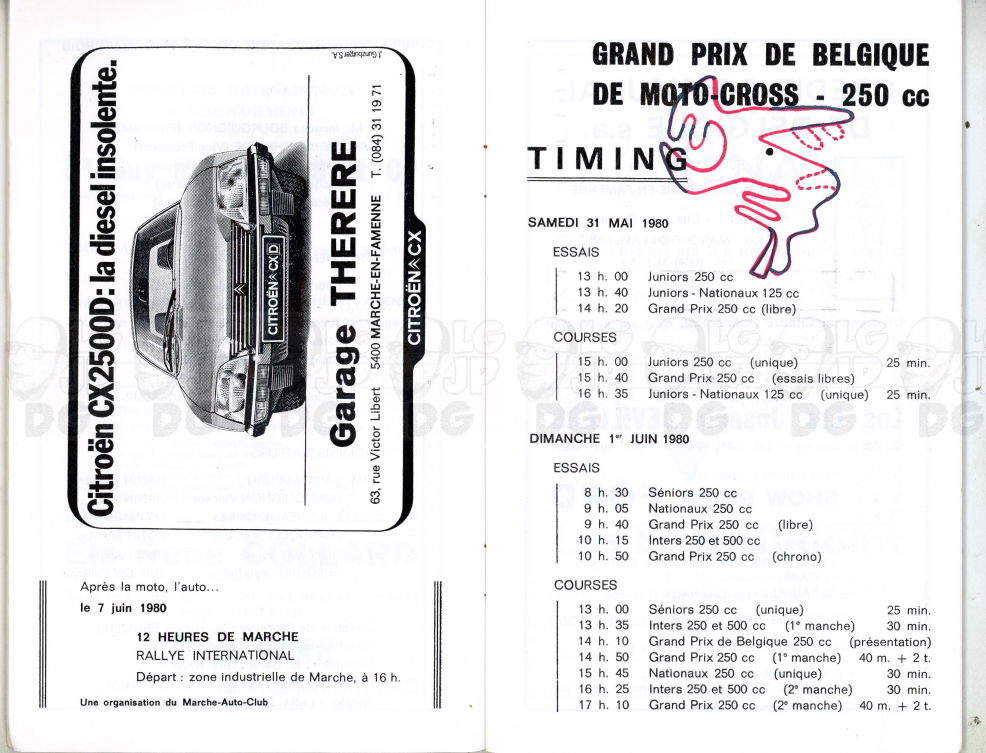 Citroën CX2500D: la diesel insolente.
CITROËN CX D
Garage THERERE
63, rue Victor Libert 5400 MARCHE-EN-FAMENNE T. (084) 31 19 71
CITROËN CX
J. Gunzburger S.A.
Après la moto, l'auto...
le 7 juin 1980
12 HEURES DE MARCHE
RALLYE INTERNATIONAL
Départ : zone industrielle de Marche, à 16 h.
Une organisation du Marche-Auto-Club
GRAND PRIX DE BELGIQUE
DE MOTO-CROSS - 250 cc
TIMING
SAMEDI 31 MAI 1980
ESSAIS
13 h. 00 Juniors 250 cc
13 h. 40 Juniors - Nationaux 125 cc
14 h. 20 Grand Prix 250 cc (libre)
COURSES
15 h. 00 Juniors 250 cc (unique) 25 min.
15 h. 40 Grand Prix 250 cc (essais libres)
16 h. 35 Juniors - Nationaux 125 cc (unique) 25 min.
DIMANCHE 1er JUIN 1980
ESSAIS
8 h. 30 Séniors 250 cc
9 h. 05 Nationaux 250 cc
9 h. 40 Grand Prix 250 cc (libre)
10 h. 15 Inters 250 et 500 cc
10 h. 50 Grand Prix 250 cc (chrono)
COURSES
13 h. 00 Séniors 250 cc (unique) 25 min.
13 h. 35 Inters 250 et 500 cc (1e manche) 30 min.
14 h. 10 Grand Prix de Belgique 250 cc (présentation)
14 h. 50 Grand Prix 250 cc (1e manche) 40 m. + 2 t.
15 h. 45 Nationaux 250 cc (unique) 30 min.
16 h. 25 Inters 250 et 500 cc (2e manche) 30 min.
17 h. 10 Grand Prix 250 cc (2e manche) 40 m. + 2 t.
LG
JP
DG